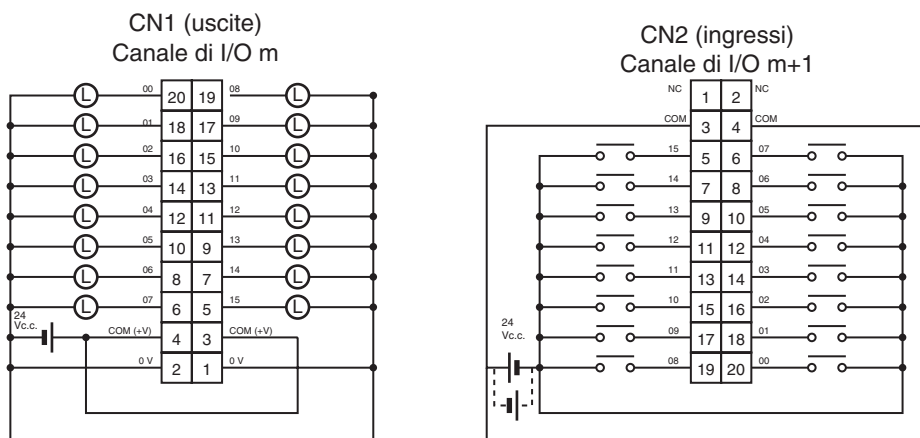 CN1 (uscite)
Canale di I/O m
L 00 20 19 08 L
L 01 18 17 09 L
L 02 16 15 10 L
L 03 14 13 11 L
L 04 12 11 12 L
L 05 10 9 13 L
L 06 8 7 14 L
L 07 6 5 15 L
24
Vc.c.
COM (+V) 4 3 COM (+V)
0 V 2 1 0 V
CN2 (ingressi)
Canale di I/O m+1
NC 1 2 NC
COM 3 4 COM
15 5 6 07
14 7 8 06
13 9 10 05
12 11 12 04
11 13 14 03
10 15 16 02
24
Vc.c.
09 17 18 01
08 19 20 00